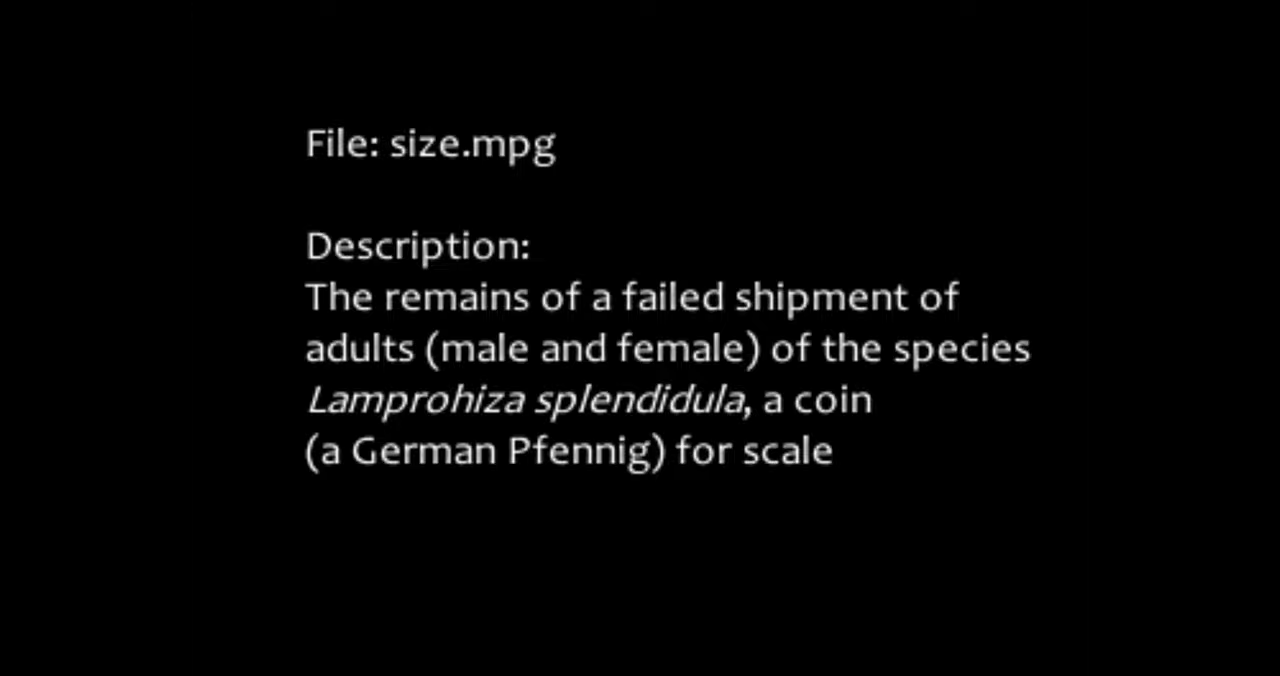 File: size.mpg
Description:
The remains of a failed shipment of
adults (male and female) of the species
Lamprohiza splendidula, a coin
(a German Pfennig) for scale